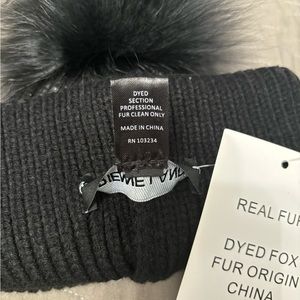 DYED
SECTION
PROFESSIONAL
FUR CLEAN ONLY
MADE IN CHINA
RN 103234
REAL FUR
DYED FOX
FUR ORIGIN
CHINA